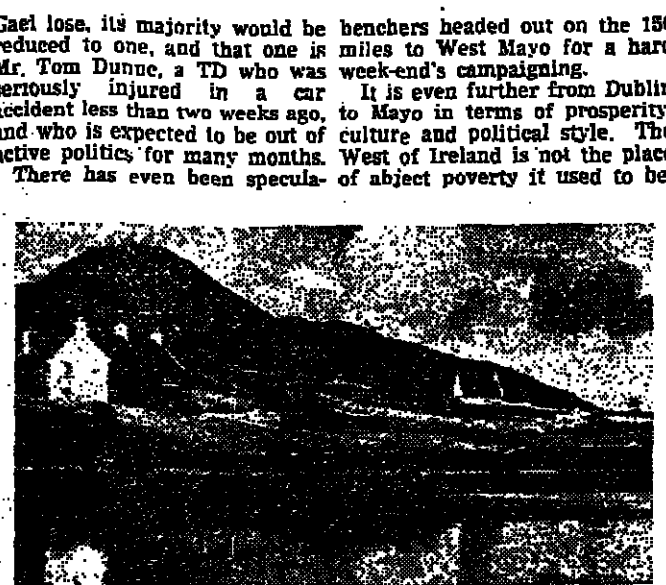 Gael lose, its majority would be
reduced to one, and that one is
Mr. Tom Dunne, a TD who was
seriously injured in a car
accident less than two weeks ago,
and who is expected to be out of
active politics for many months.
There has even been specula-
benchers headed out on the 150
miles to West Mayo for a hard
week-end's campaigning.
It is even further from Dublin
to Mayo in terms of prosperity,
culture and political style. The
West of Ireland is not the place
of abject poverty it used to be